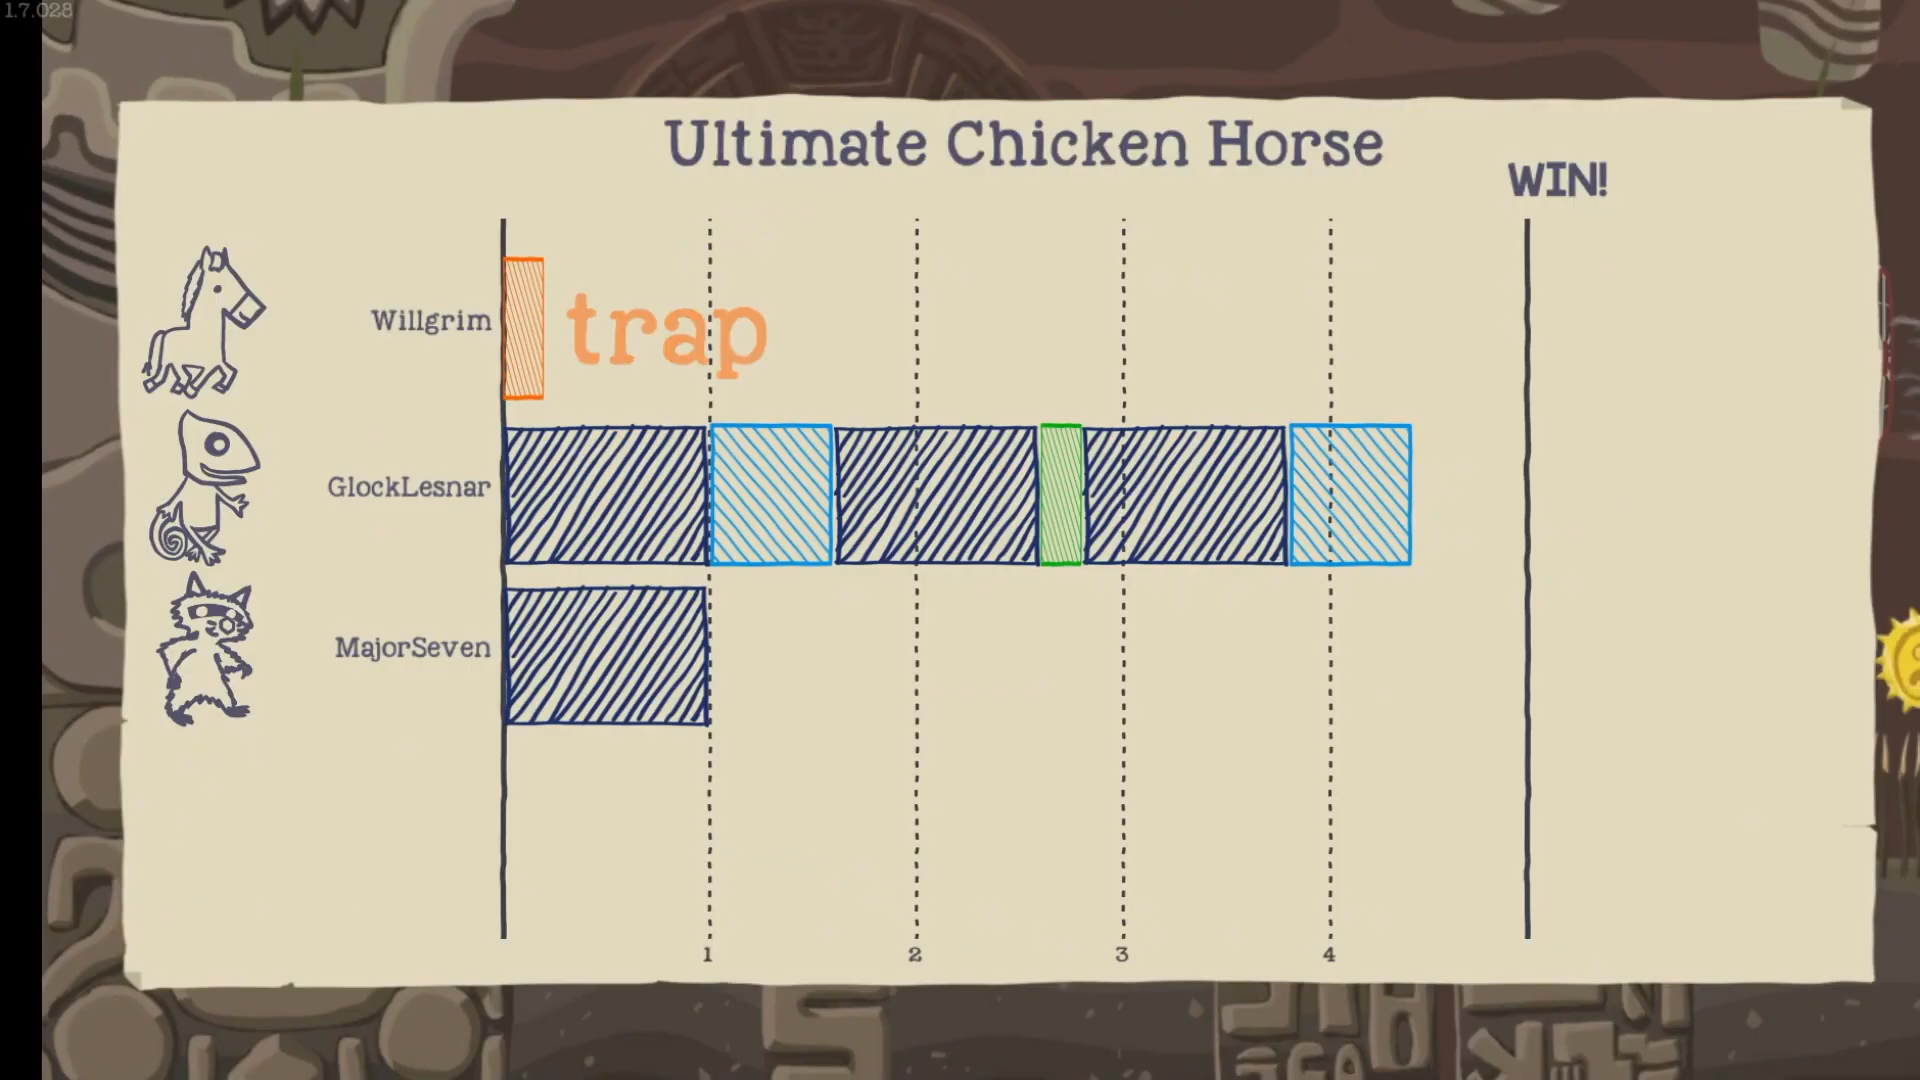 1.7.028
Ultimate Chicken Horse
WIN!
Willgrim
trap
GlockLesnar
MajorSeven
1 2 3 4